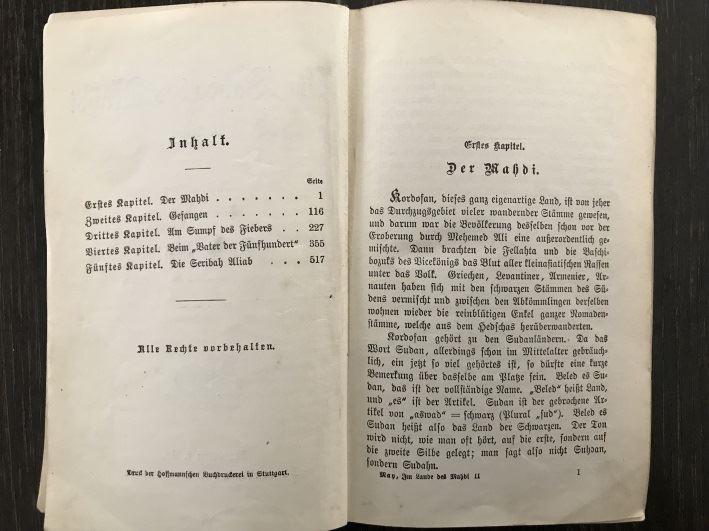 Inhalt.
Seite
Erstes Kapitel. Der Mahdi . . . . . . . 1
Zweites Kapitel. Gefangen . . . . . . . 116
Drittes Kapitel. Am Sumpf des Fiebers . . 227
Viertes Kapitel. Beim „Vater der Fünfhundert“ 355
Fünftes Kapitel. Die Seribah Aliab . . . 517
Alle Rechte vorbehalten.
Druck der Hoffmannschen Buchdruckerei in Stuttgart.
Erstes Kapitel.
Der Mahdi.
Kordofan, dieses ganz eigenartige Land, ist von jeher
das Durchzugsgebiet vieler wandernder Stämme gewesen,
und darum war die Bevölkerung desselben schon vor der
Eroberung durch Mehemed Ali eine außerordentlich ge-
mischte. Dann brachten die Fellahta und die Baschi-
bozuks des Vicekönigs das Blut aller kleinasiatischen Rassen
unter das Volk. Griechen, Levantiner, Armenier, Ar-
nauten haben sich mit den schwarzen Stämmen des Sü-
dens vermischt und zwischen den Abkömmlingen derselben
wohnen wieder die reinblütigen Enkel ganzer Nomaden-
stämme, welche aus dem Hedschas herüberwanderten.
Kordofan gehört zu den Sudanländern. Da das
Wort Sudan, allerdings schon im Mittelalter gebräuch-
lich, ein jetzt so viel gehörtes ist, so dürfte eine kurze
Bemerkung über dasselbe am Platze sein. Beled es Su-
dan, das ist der vollständige Name. „Beled“ heißt Land,
und „es“ ist der Artikel. Sudan ist der gebrochene Ar-
tikel von „aswad“ = schwarz (Plural „sud“). Beled es
Sudan heißt also das Land der Schwarzen. Der Ton
wird nicht, wie man oft hört, auf die erste, sondern auf
die zweite Silbe gelegt; man sagt also nicht Suhdan,
sondern Sudahn.
May, Im Lande des Mahdi II 1